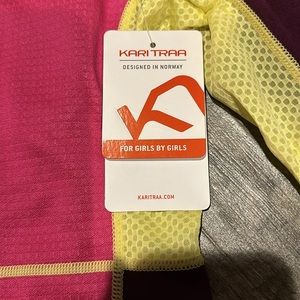 KARI TRAA
DESIGNED IN NORWAY
FOR GIRLS BY GIRLS
KARITRAA.COM